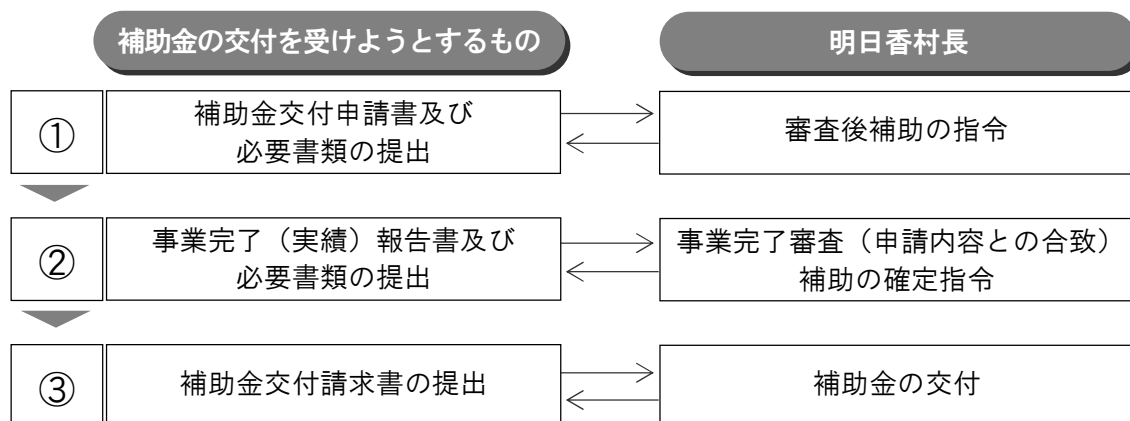 補助金の交付を受けようとするもの
明日香村長
①
補助金交付申請書及び
必要書類の提出
審査後補助の指令
②
事業完了（実績）報告書及び
必要書類の提出
事業完了審査（申請内容との合致）
補助の確定指令
③
補助金交付請求書の提出
補助金の交付